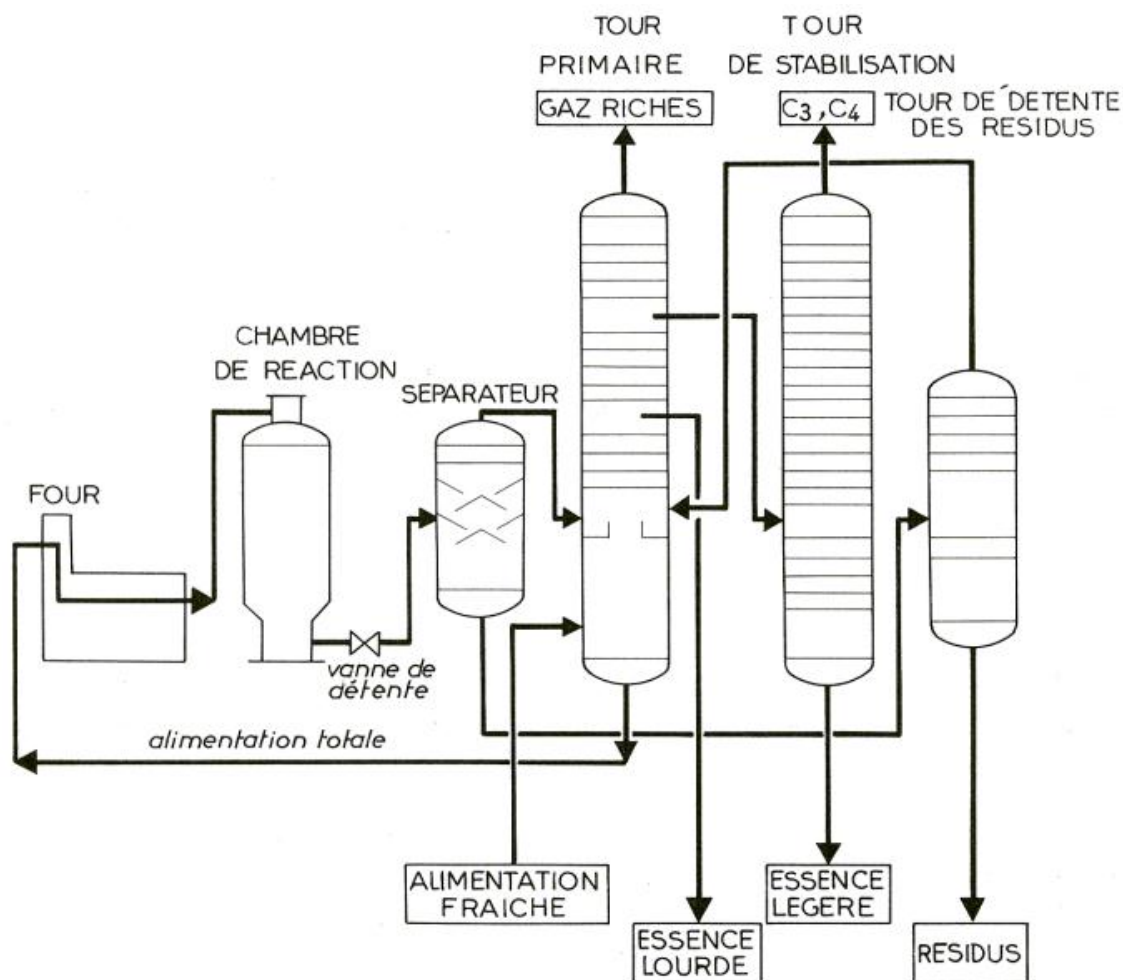 TOUR
PRIMAIRE
GAZ RICHES
TOUR
DE STABILISATION
C3, C4
TOUR DE DETENTE
DES RESIDUS
CHAMBRE
DE REACTION
SEPARATEUR
FOUR
vanne de
détente
alimentation totale
ALIMENTATION
FRAICHE
ESSENCE
LOURDE
ESSENCE
LEGERE
RESIDUS